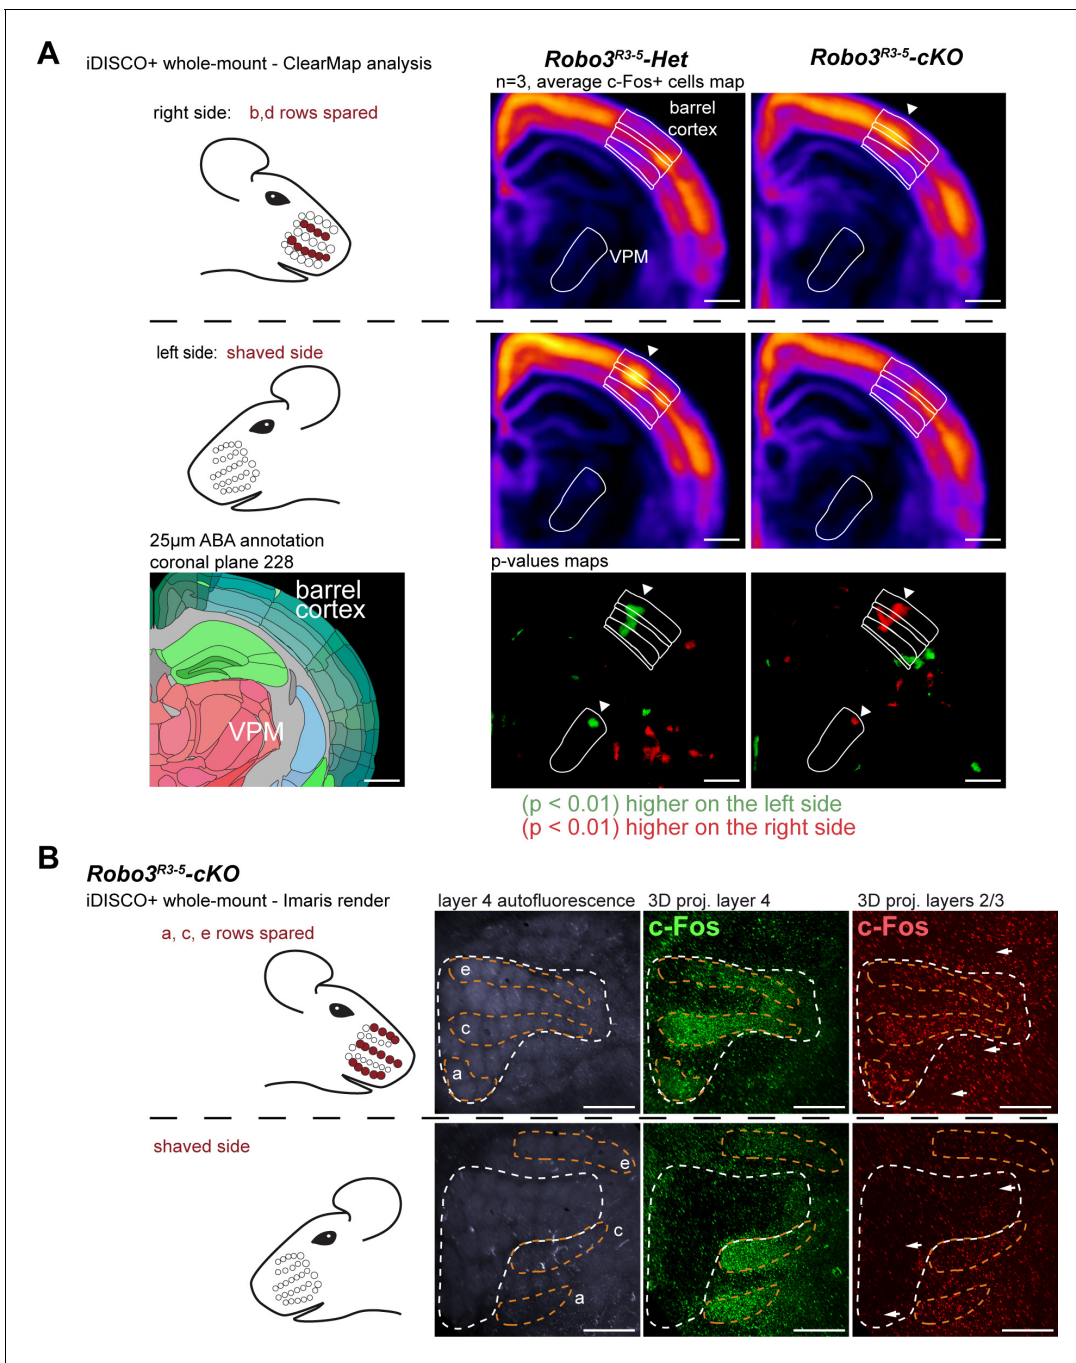 A
iDISCO+ whole-mount - ClearMap analysis
Robo3R3-5-Het
Robo3R3-5-cKO
n=3, average c-Fos+ cells map
right side: b,d rows spared
barrel
cortex
VPM
left side: shaved side
25µm ABA annotation
coronal plane 228
p-values maps
barrel
cortex
VPM
(p < 0.01) higher on the left side
(p < 0.01) higher on the right side
B
Robo3R3-5-cKO
iDISCO+ whole-mount - Imaris render
layer 4 autofluorescence
3D proj. layer 4
3D proj. layers 2/3
a, c, e rows spared
c-Fos
c-Fos
e
c
a
shaved side
e
c
a